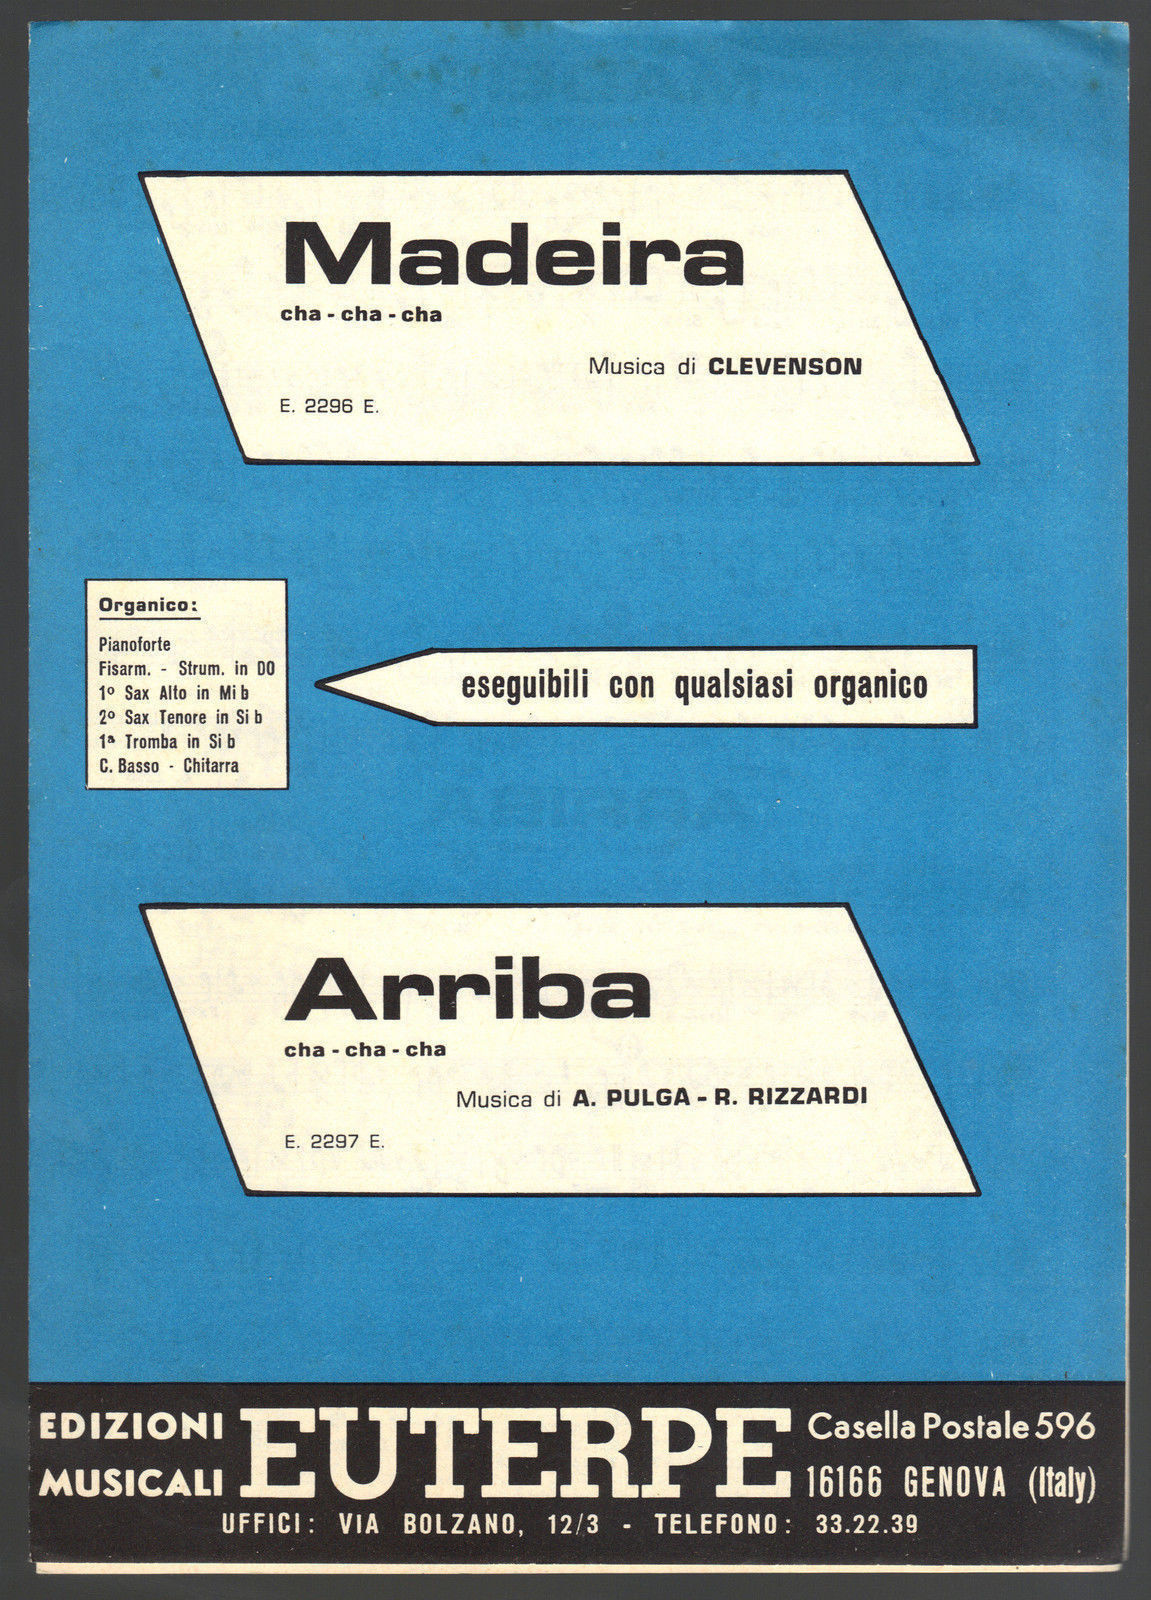 Madeira
cha - cha - cha
Musica di CLEVENSON
E. 2296 E.
Organico:
Pianoforte
Fisarm. - Strum. in DO
1º Sax Alto in Mi b
2º Sax Tenore in Si b
1ª Tromba in Si b
C. Basso - Chitarra
eseguibili con qualsiasi organico
Arriba
cha - cha - cha
Musica di A. PULGA - R. RIZZARDI
E. 2297 E.
EDIZIONI MUSICALI
EUTERPE
Casella Postale 596
16166 GENOVA (Italy)
UFFICI: VIA BOLZANO, 12/3 - TELEFONO: 33.22.39